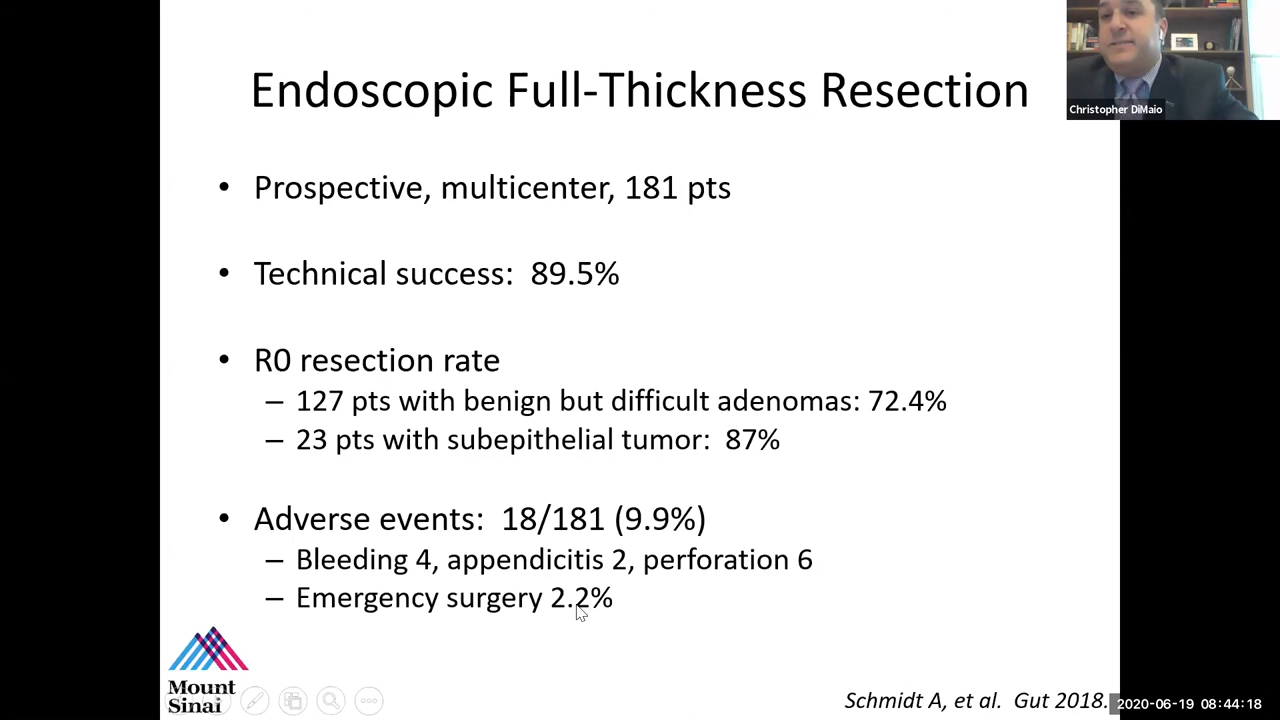 Endoscopic Full-Thickness Resection
Christopher DiMaio
• Prospective, multicenter, 181 pts
• Technical success: 89.5%
• R0 resection rate
– 127 pts with benign but difficult adenomas: 72.4%
– 23 pts with subepithelial tumor: 87%
• Adverse events: 18/181 (9.9%)
– Bleeding 4, appendicitis 2, perforation 6
– Emergency surgery 2.2%
Mount
Sinai
Schmidt A, et al. Gut 2018.
2020-06-19 08:44:18